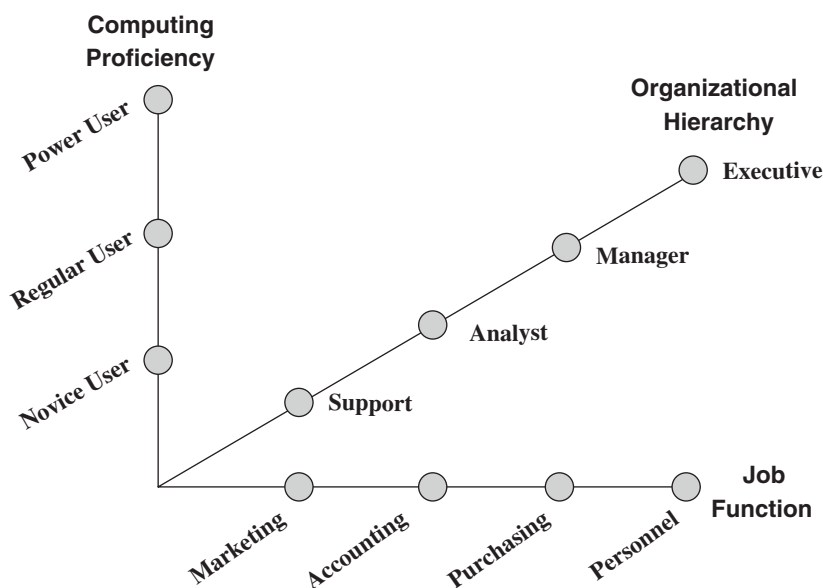 Computing
Proficiency
Power User
Regular User
Novice User
Organizational
Hierarchy
Executive
Manager
Analyst
Support
Job
Function
Marketing
Accounting
Purchasing
Personnel